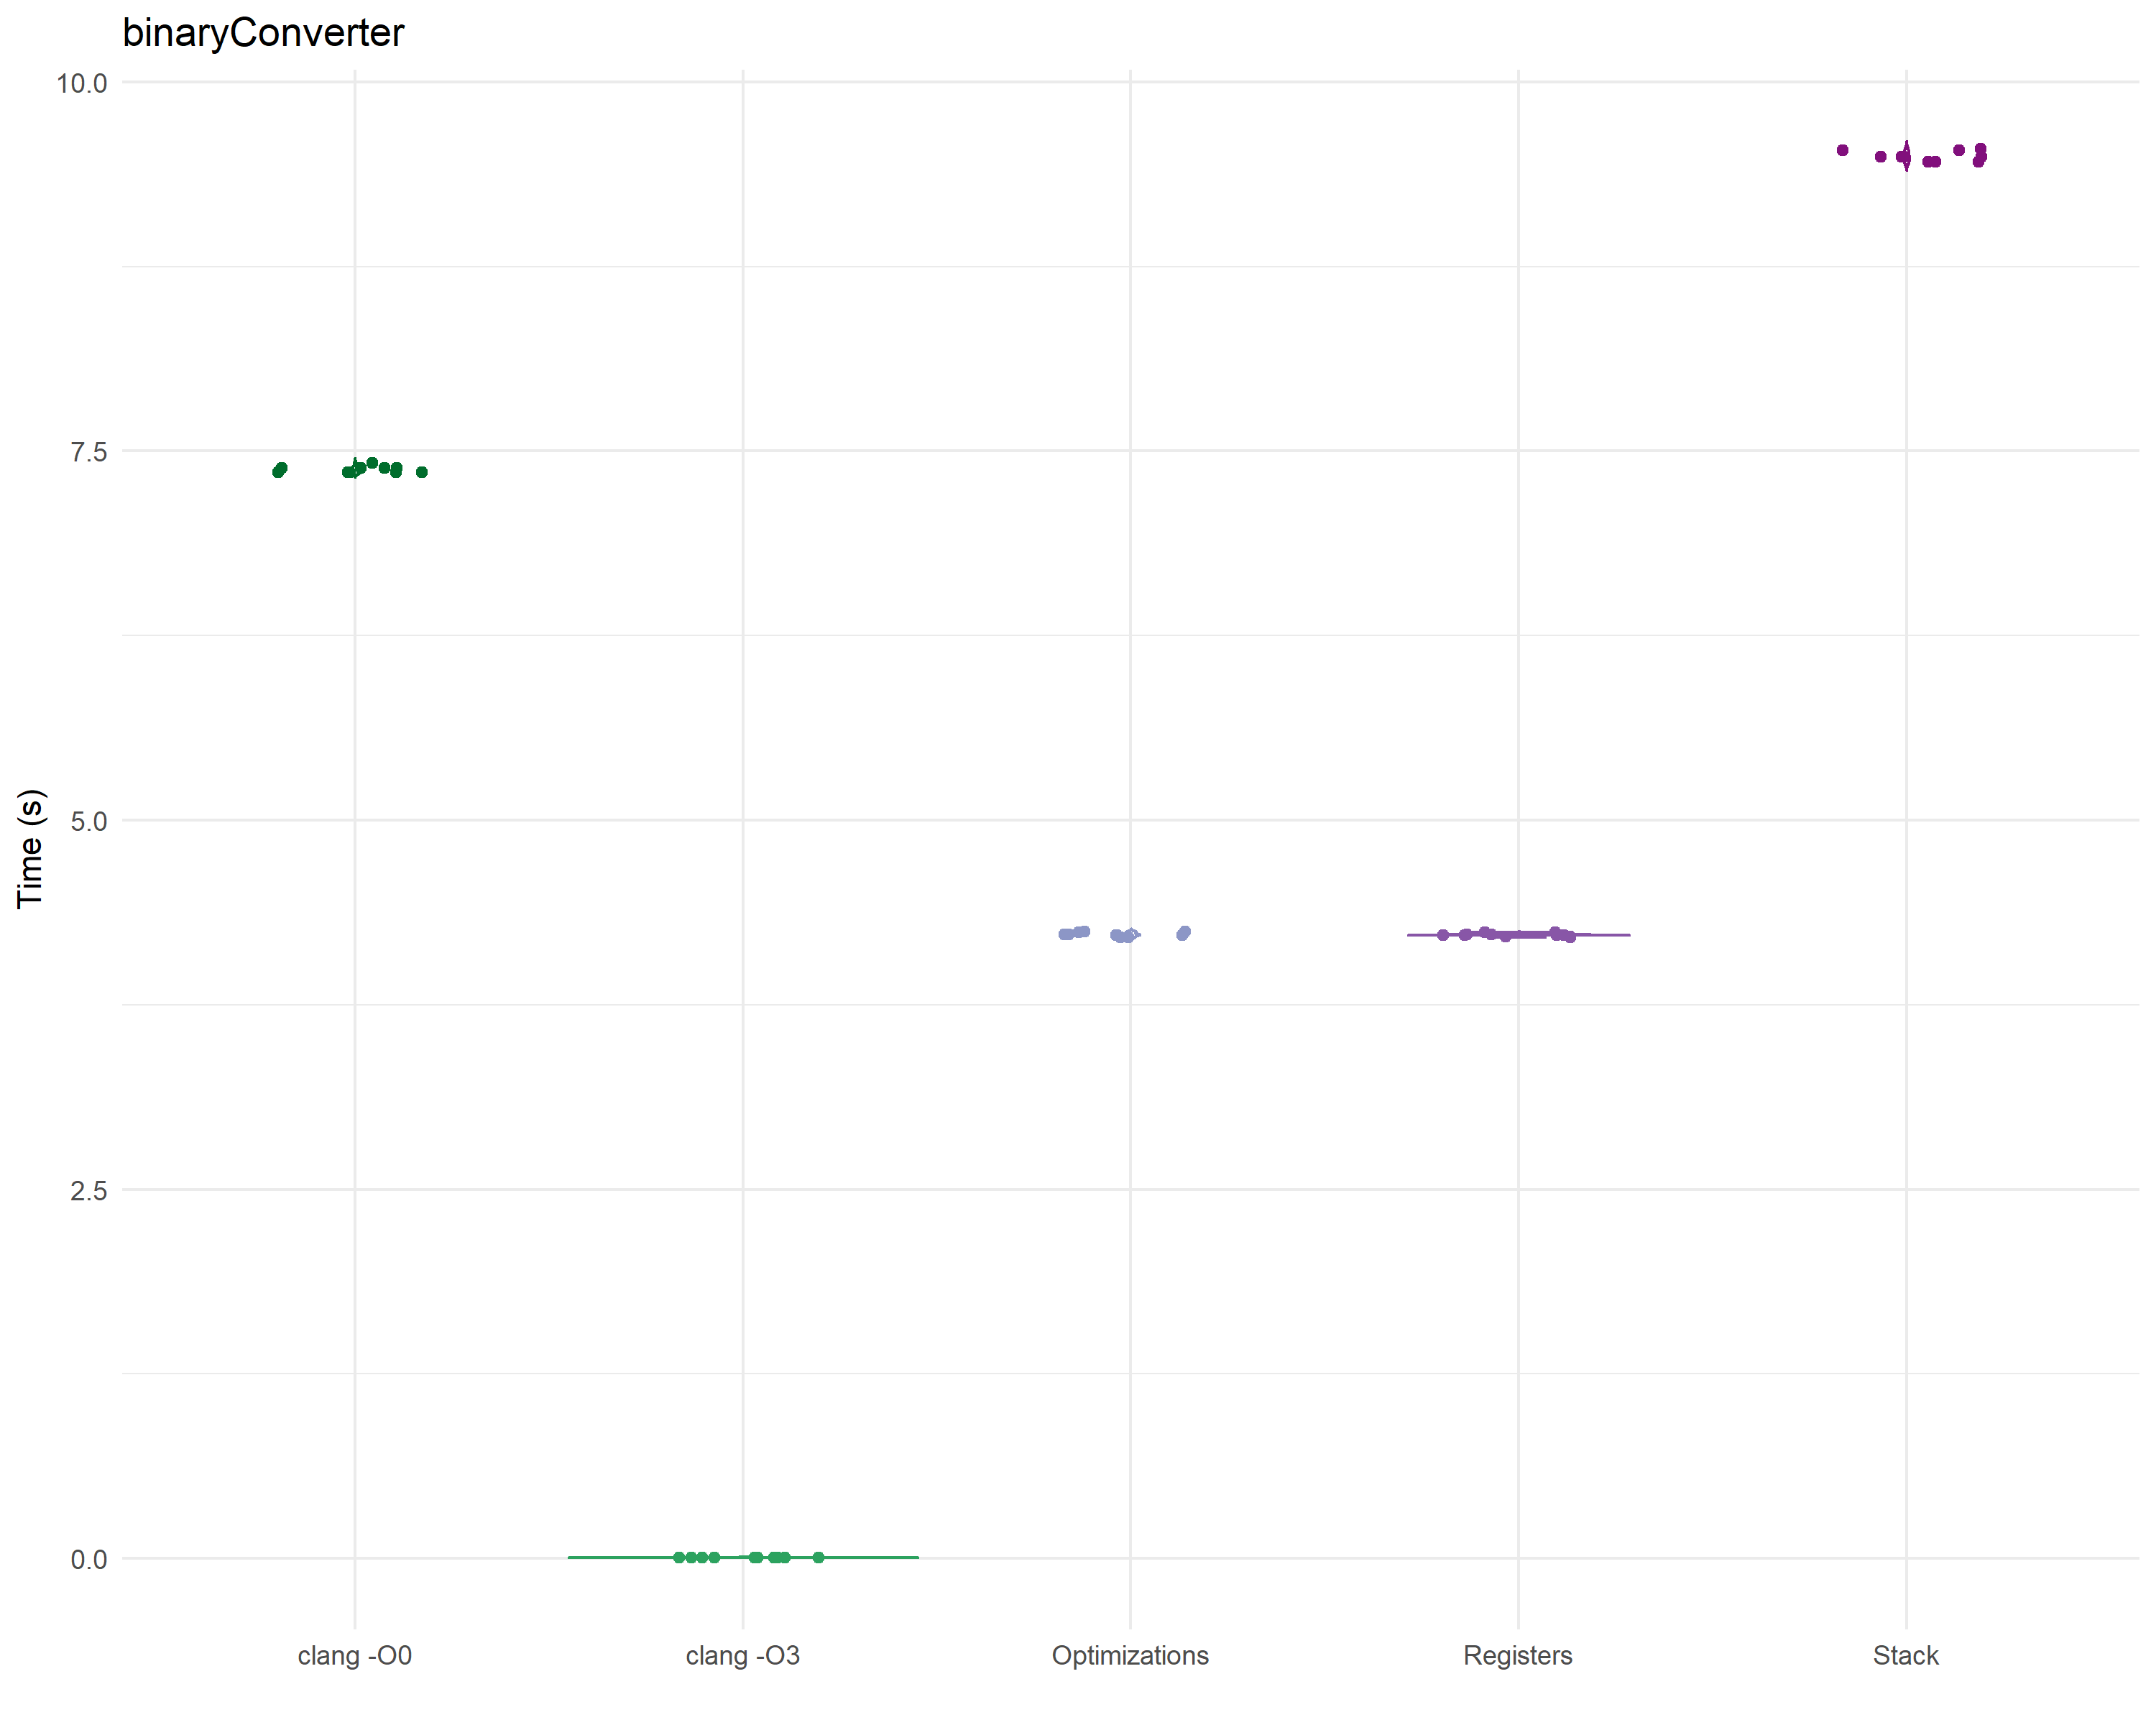 binaryConverter
10.0
7.5
5.0
2.5
0.0
Time (s)
clang -O0
clang -O3
Optimizations
Registers
Stack